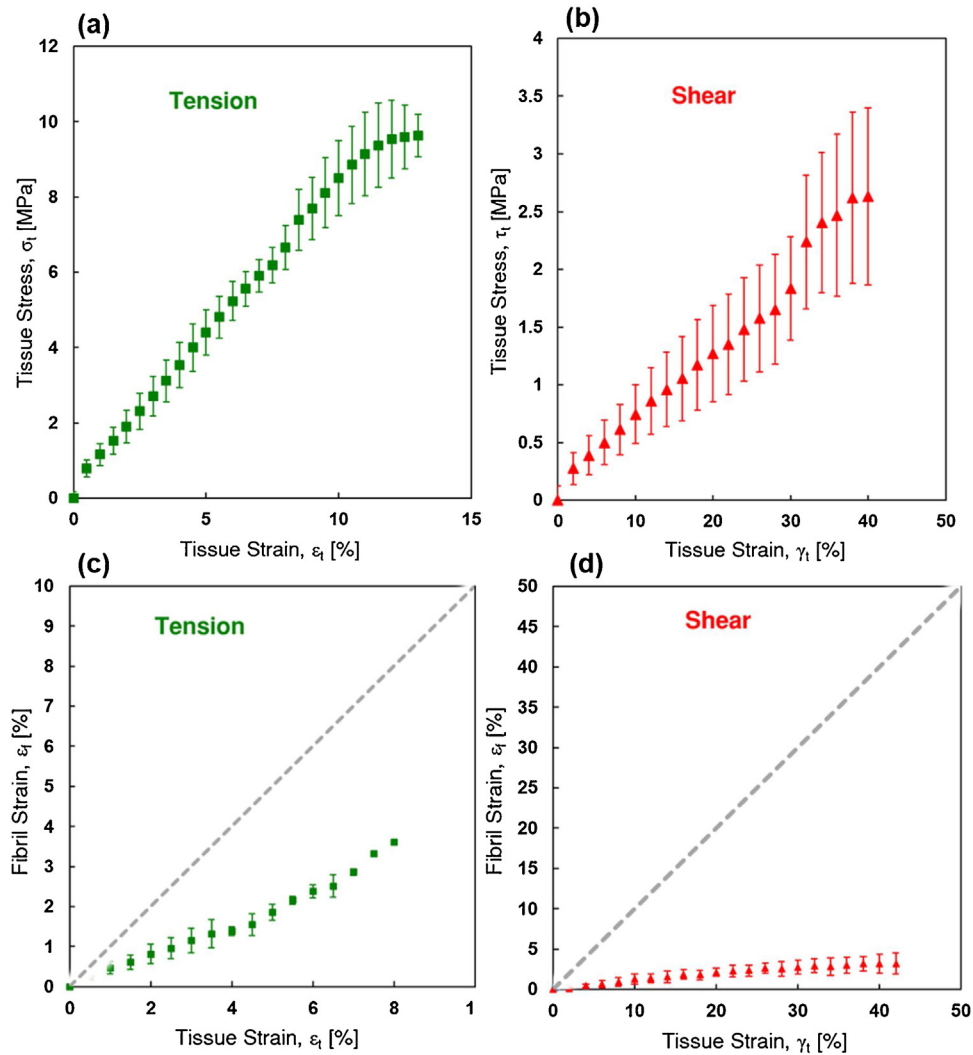 (a)
12
10
8
6
4
2
0
Tension
Tissue Stress, σt [MPa]
0 5 10 15
Tissue Strain, εt [%]
(b)
4
3.5
3
2.5
2
1.5
1
0.5
0
Shear
Tissue Stress, τt [MPa]
0 10 20 30 40 50
Tissue Strain, γt [%]
(c)
10
9
8
7
6
5
4
3
2
1
0
Tension
Fibril Strain, εf [%]
0 2 4 6 8 1
Tissue Strain, εt [%]
(d)
50
45
40
35
30
25
20
15
10
5
0
Shear
Fibril Strain, εf [%]
0 10 20 30 40 50
Tissue Strain, γt [%]